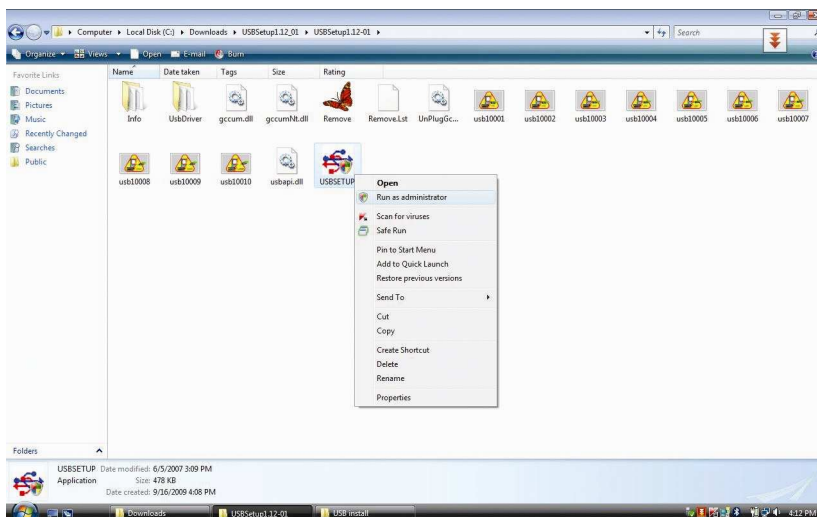 Computer ▸ Local Disk (C:) ▸ Downloads ▸ USBSetup1.12_01 ▸ USBSetup1.12-01 ▸
Search
Organize Views Open E-mail Burn
Favorite Links
Documents
Pictures
Music
Recently Changed
Searches
Public
Name Date taken Tags Size Rating
Info UsbDriver gccum.dll gccumNt.dll Remove Remove.Lst UnPlugGc... usb10001 usb10002 usb10003 usb10004 usb10005 usb10006 usb10007
usb10008 usb10009 usb10010 usbapi.dll USBSETUP
Open
Run as administrator
Scan for viruses
Safe Run
Pin to Start Menu
Add to Quick Launch
Restore previous versions
Send To
Cut
Copy
Create Shortcut
Delete
Rename
Properties
Folders
USBSETUP Date modified: 6/5/2007 3:09 PM
Application Size: 478 KB
Date created: 9/16/2009 4:08 PM
Downloads USBSetup1.12-01 USB install 4:12 PM